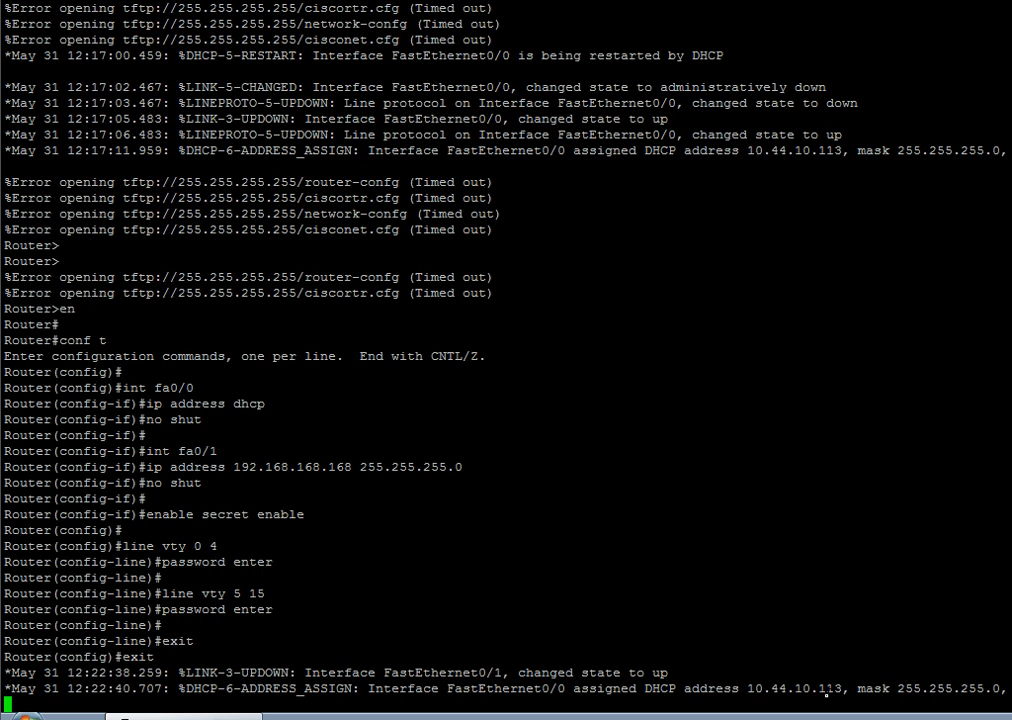 %Error opening tftp://255.255.255.255/ciscortr.cfg (Timed out)
%Error opening tftp://255.255.255.255/network-confg (Timed out)
%Error opening tftp://255.255.255.255/cisconet.cfg (Timed out)
*May 31 12:17:00.459: %DHCP-5-RESTART: Interface FastEthernet0/0 is being restarted by DHCP
*May 31 12:17:02.467: %LINK-5-CHANGED: Interface FastEthernet0/0, changed state to administratively down
*May 31 12:17:03.467: %LINEPROTO-5-UPDOWN: Line protocol on Interface FastEthernet0/0, changed state to down
*May 31 12:17:05.483: %LINK-3-UPDOWN: Interface FastEthernet0/0, changed state to up
*May 31 12:17:06.483: %LINEPROTO-5-UPDOWN: Line protocol on Interface FastEthernet0/0, changed state to up
*May 31 12:17:11.959: %DHCP-6-ADDRESS_ASSIGN: Interface FastEthernet0/0 assigned DHCP address 10.44.10.113, mask 255.255.255.0,
%Error opening tftp://255.255.255.255/router-confg (Timed out)
%Error opening tftp://255.255.255.255/ciscortr.cfg (Timed out)
%Error opening tftp://255.255.255.255/network-confg (Timed out)
%Error opening tftp://255.255.255.255/cisconet.cfg (Timed out)
Router>
Router>
%Error opening tftp://255.255.255.255/router-confg (Timed out)
%Error opening tftp://255.255.255.255/ciscortr.cfg (Timed out)
Router>en
Router#
Router#conf t
Enter configuration commands, one per line.  End with CNTL/Z.
Router(config)#
Router(config)#int fa0/0
Router(config-if)#ip address dhcp
Router(config-if)#no shut
Router(config-if)#
Router(config-if)#int fa0/1
Router(config-if)#ip address 192.168.168.168 255.255.255.0
Router(config-if)#no shut
Router(config-if)#
Router(config-if)#enable secret enable
Router(config)#
Router(config)#line vty 0 4
Router(config-line)#password enter
Router(config-line)#
Router(config-line)#line vty 5 15
Router(config-line)#password enter
Router(config-line)#
Router(config-line)#exit
Router(config)#exit
*May 31 12:22:38.259: %LINK-3-UPDOWN: Interface FastEthernet0/1, changed state to up
*May 31 12:22:40.707: %DHCP-6-ADDRESS_ASSIGN: Interface FastEthernet0/0 assigned DHCP address 10.44.10.113, mask 255.255.255.0,